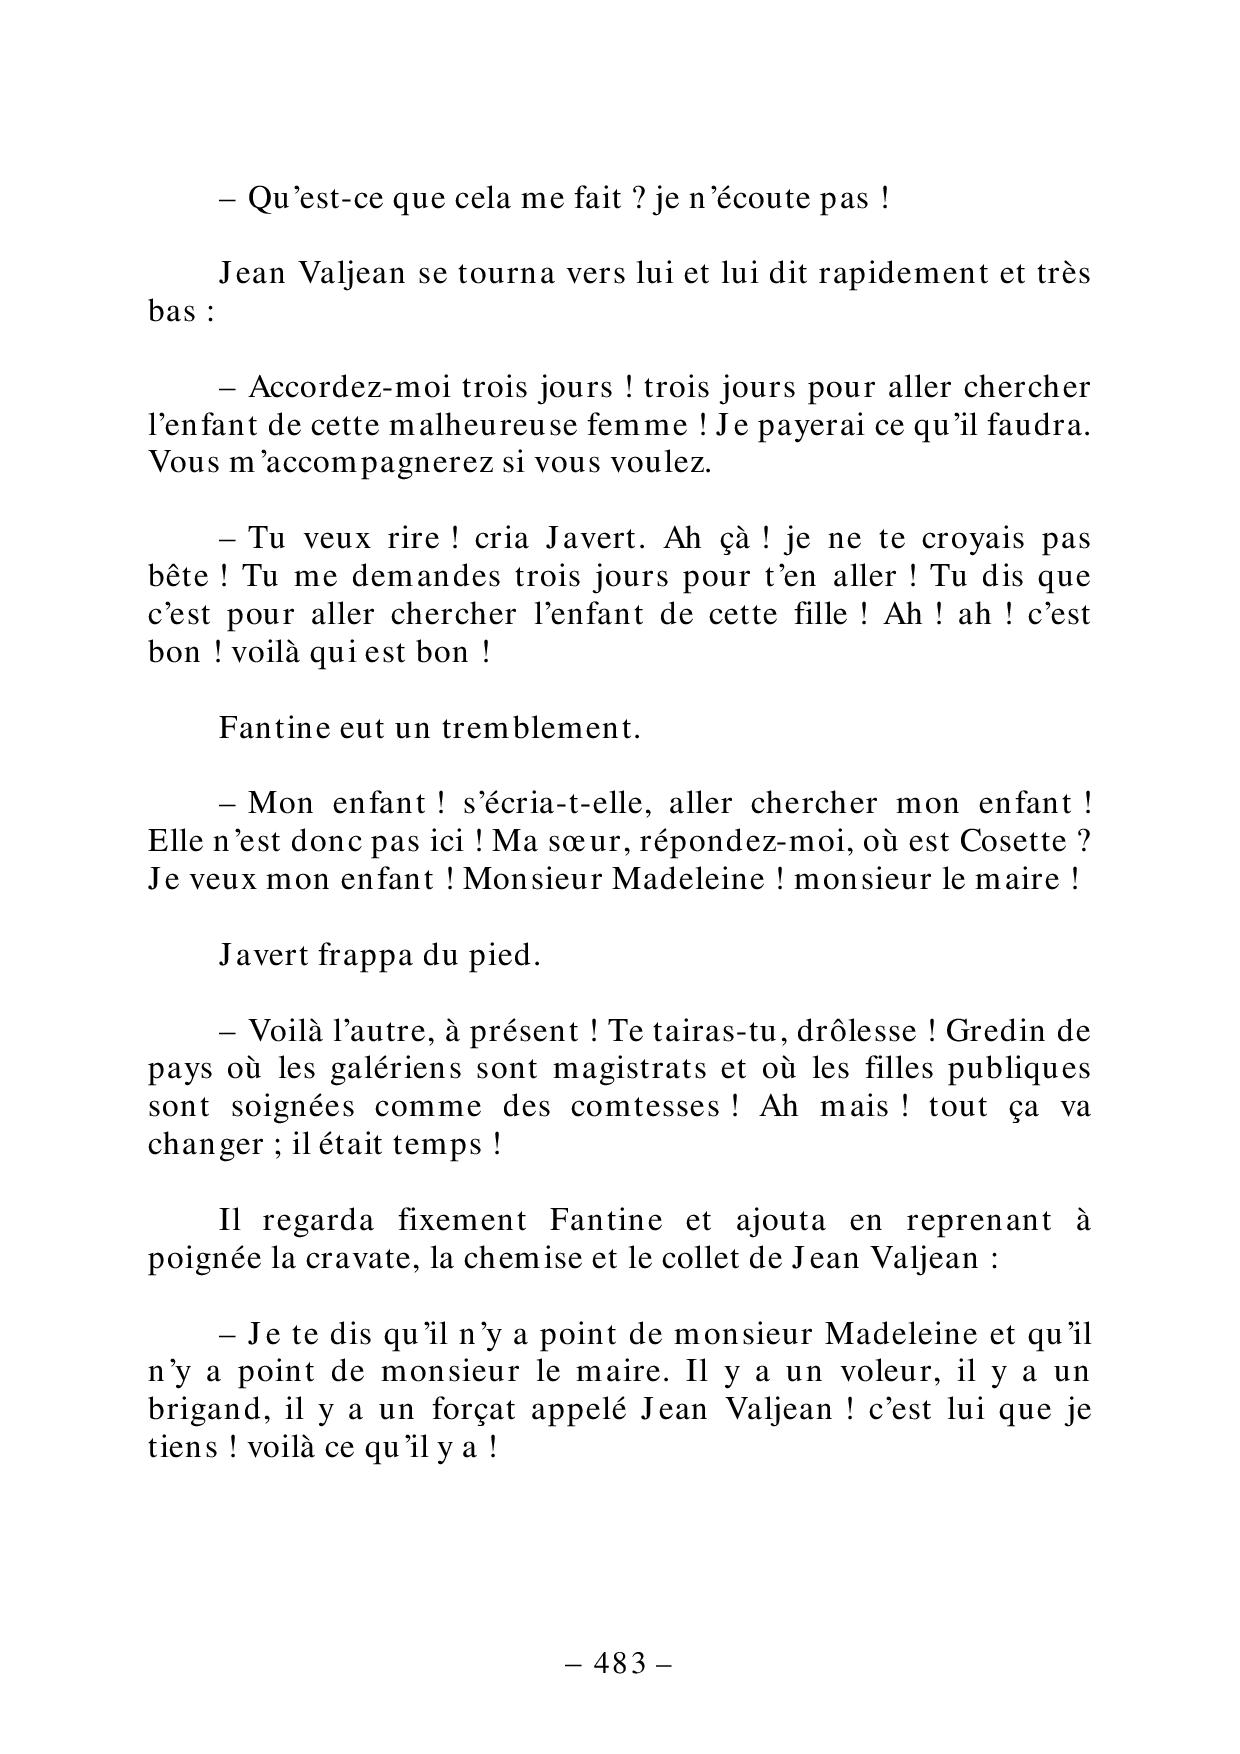 – Qu’est-ce que cela me fait ? je n’écoute pas !
Jean Valjean se tourna vers lui et lui dit rapidement et très
bas :
– Accordez-moi trois jours ! trois jours pour aller chercher
l’enfant de cette malheureuse femme ! Je payerai ce qu’il faudra.
Vous m’accompagnerez si vous voulez.
– Tu veux rire ! cria Javert. Ah çà ! je ne te croyais pas
bête ! Tu me demandes trois jours pour t’en aller ! Tu dis que
c’est pour aller chercher l’enfant de cette fille ! Ah ! ah ! c’est
bon ! voilà qui est bon !
Fantine eut un tremblement.
– Mon enfant ! s’écria-t-elle, aller chercher mon enfant !
Elle n’est donc pas ici ! Ma sœur, répondez-moi, où est Cosette ?
Je veux mon enfant ! Monsieur Madeleine ! monsieur le maire !
Javert frappa du pied.
– Voilà l’autre, à présent ! Te tairas-tu, drôlesse ! Gredin de
pays où les galériens sont magistrats et où les filles publiques
sont soignées comme des comtesses ! Ah mais ! tout ça va
changer ; il était temps !
Il regarda fixement Fantine et ajouta en reprenant à
poignée la cravate, la chemise et le collet de Jean Valjean :
– Je te dis qu’il n’y a point de monsieur Madeleine et qu’il
n’y a point de monsieur le maire. Il y a un voleur, il y a un
brigand, il y a un forçat appelé Jean Valjean ! c’est lui que je
tiens ! voilà ce qu’il y a !
– 483 –